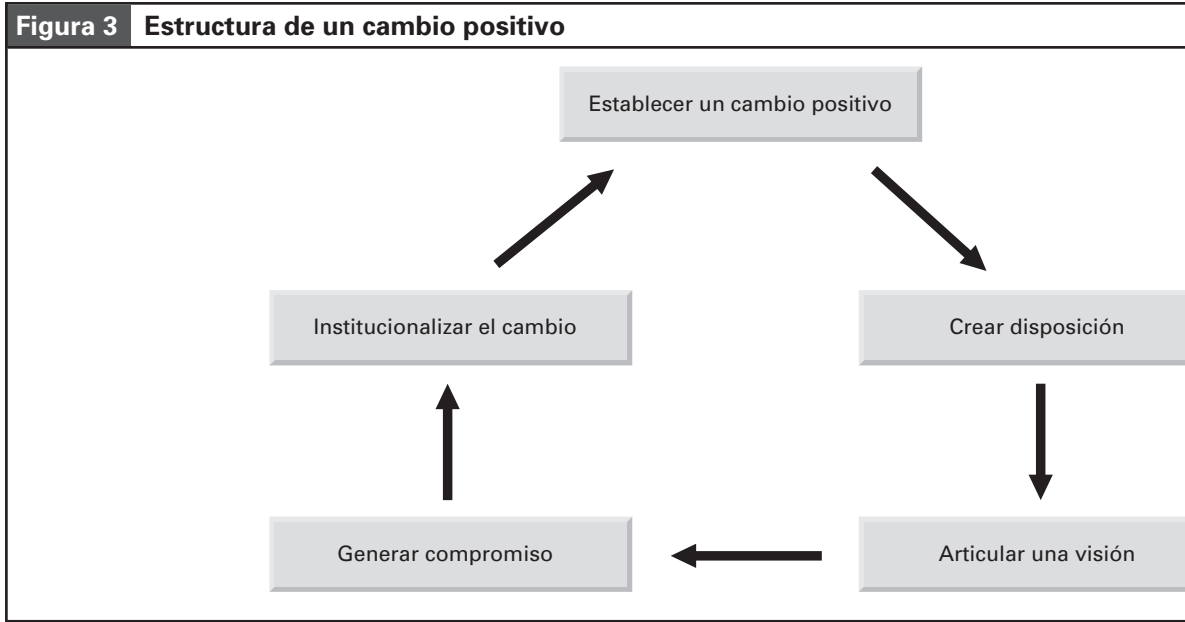 Figura 3 Estructura de un cambio positivo
Establecer un cambio positivo
Institucionalizar el cambio
Crear disposición
Generar compromiso
Articular una visión